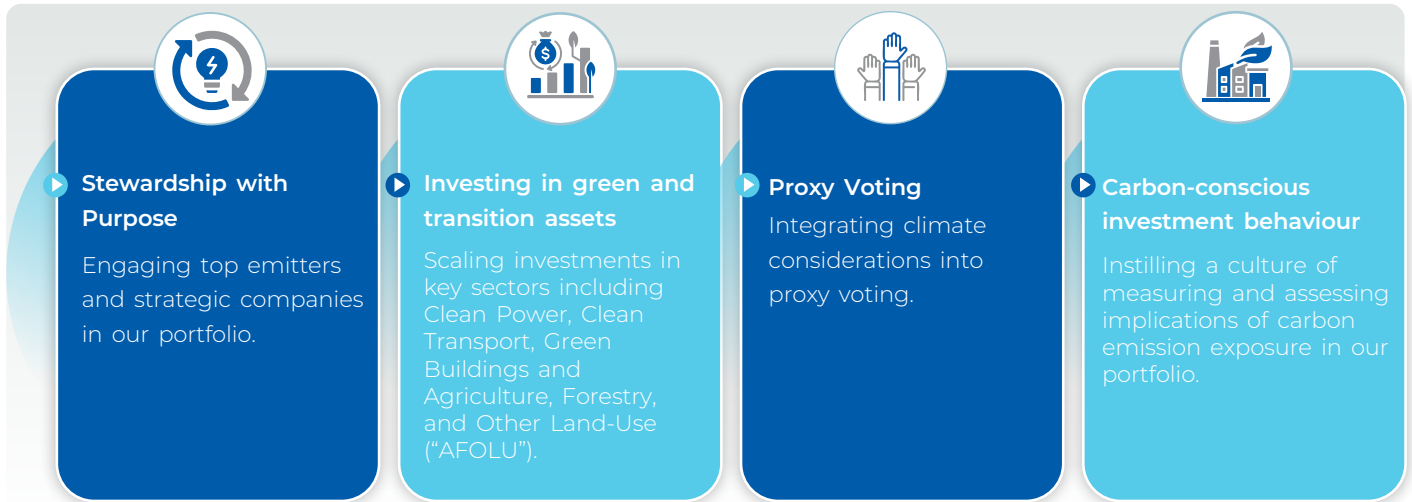 Stewardship with
Purpose
Engaging top emitters
and strategic companies
in our portfolio.
Investing in green and
transition assets
Scaling investments in
key sectors including
Clean Power, Clean
Transport, Green
Buildings and
Agriculture, Forestry,
and Other Land-Use
(“AFOLU”).
Proxy Voting
Integrating climate
considerations into
proxy voting.
Carbon-conscious
investment behaviour
Instilling a culture of
measuring and assessing
implications of carbon
emission exposure in our
portfolio.